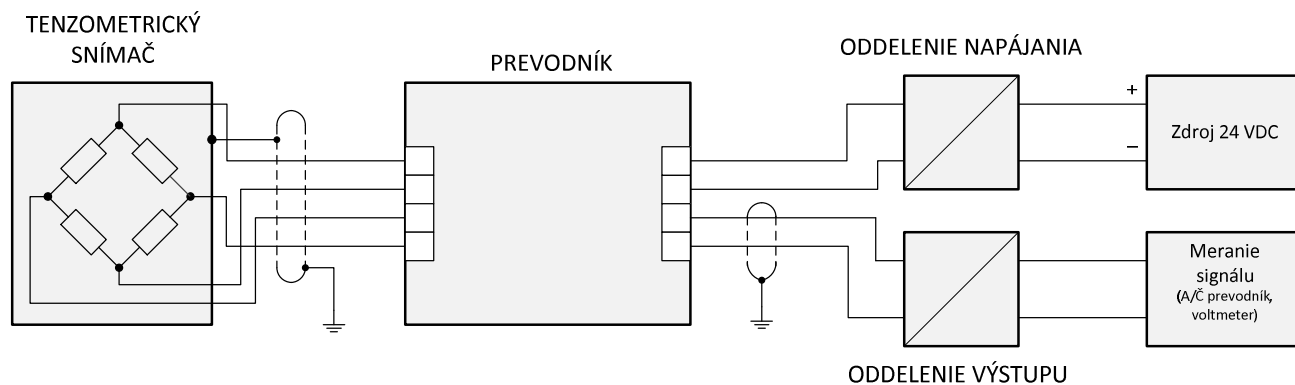 TENZOMETRICKÝ
SNÍMAČ
PREVODNÍK
ODDELENIE NAPÁJANIA
+
−
Zdroj 24 VDC
Meranie
signálu
(A/Č prevodník,
voltmeter)
ODDELENIE VÝSTUPU